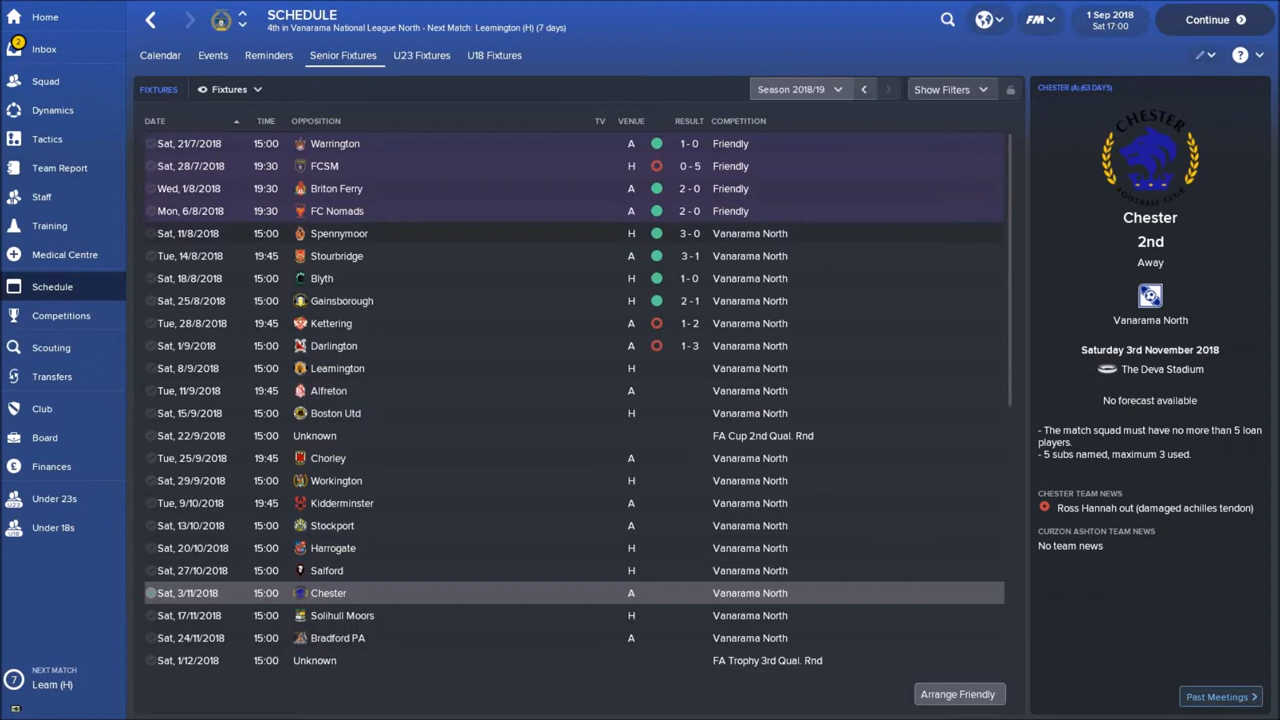 Home
SCHEDULE
4th in Vanarama National League North - Next Match: Leamington (H) (7 days)
FM
1 Sep 2018
Sat 17:00
Continue
2
Inbox
Calendar Events Reminders Senior Fixtures U23 Fixtures U18 Fixtures
?
Squad
Dynamics
Tactics
Team Report
Staff
Training
Medical Centre
Schedule
Competitions
Scouting
Transfers
Club
Board
Finances
Under 23s
Under 18s
NEXT MATCH
7 Leam (H)
FIXTURES Fixtures Season 2018/19 Show Filters
DATE TIME OPPOSITION TV VENUE RESULT COMPETITION
Sat, 21/7/2018 15:00 Warrington A 1 - 0 Friendly
Sat, 28/7/2018 19:30 FCSM H 0 - 5 Friendly
Wed, 1/8/2018 19:30 Briton Ferry A 2 - 0 Friendly
Mon, 6/8/2018 19:30 FC Nomads A 2 - 0 Friendly
Sat, 11/8/2018 15:00 Spennymoor H 3 - 0 Vanarama North
Tue, 14/8/2018 19:45 Stourbridge A 3 - 1 Vanarama North
Sat, 18/8/2018 15:00 Blyth H 1 - 0 Vanarama North
Sat, 25/8/2018 15:00 Gainsborough H 2 - 1 Vanarama North
Tue, 28/8/2018 19:45 Kettering A 1 - 2 Vanarama North
Sat, 1/9/2018 15:00 Darlington A 1 - 3 Vanarama North
Sat, 8/9/2018 15:00 Leamington H Vanarama North
Tue, 11/9/2018 19:45 Alfreton A Vanarama North
Sat, 15/9/2018 15:00 Boston Utd H Vanarama North
Sat, 22/9/2018 15:00 Unknown FA Cup 2nd Qual. Rnd
Tue, 25/9/2018 19:45 Chorley A Vanarama North
Sat, 29/9/2018 15:00 Workington H Vanarama North
Tue, 9/10/2018 19:45 Kidderminster A Vanarama North
Sat, 13/10/2018 15:00 Stockport A Vanarama North
Sat, 20/10/2018 15:00 Harrogate H Vanarama North
Sat, 27/10/2018 15:00 Salford H Vanarama North
Sat, 3/11/2018 15:00 Chester A Vanarama North
Sat, 17/11/2018 15:00 Solihull Moors H Vanarama North
Sat, 24/11/2018 15:00 Bradford PA A Vanarama North
Sat, 1/12/2018 15:00 Unknown FA Trophy 3rd Qual. Rnd
Arrange Friendly
CHESTER (A) (63 DAYS)
CHESTER
FOOTBALL CLUB
Chester
2nd
Away
Vanarama North
Saturday 3rd November 2018
The Deva Stadium
No forecast available
- The match squad must have no more than 5 loan
players.
- 5 subs named, maximum 3 used.
CHESTER TEAM NEWS
Ross Hannah out (damaged achilles tendon)
CURZON ASHTON TEAM NEWS
No team news
Past Meetings